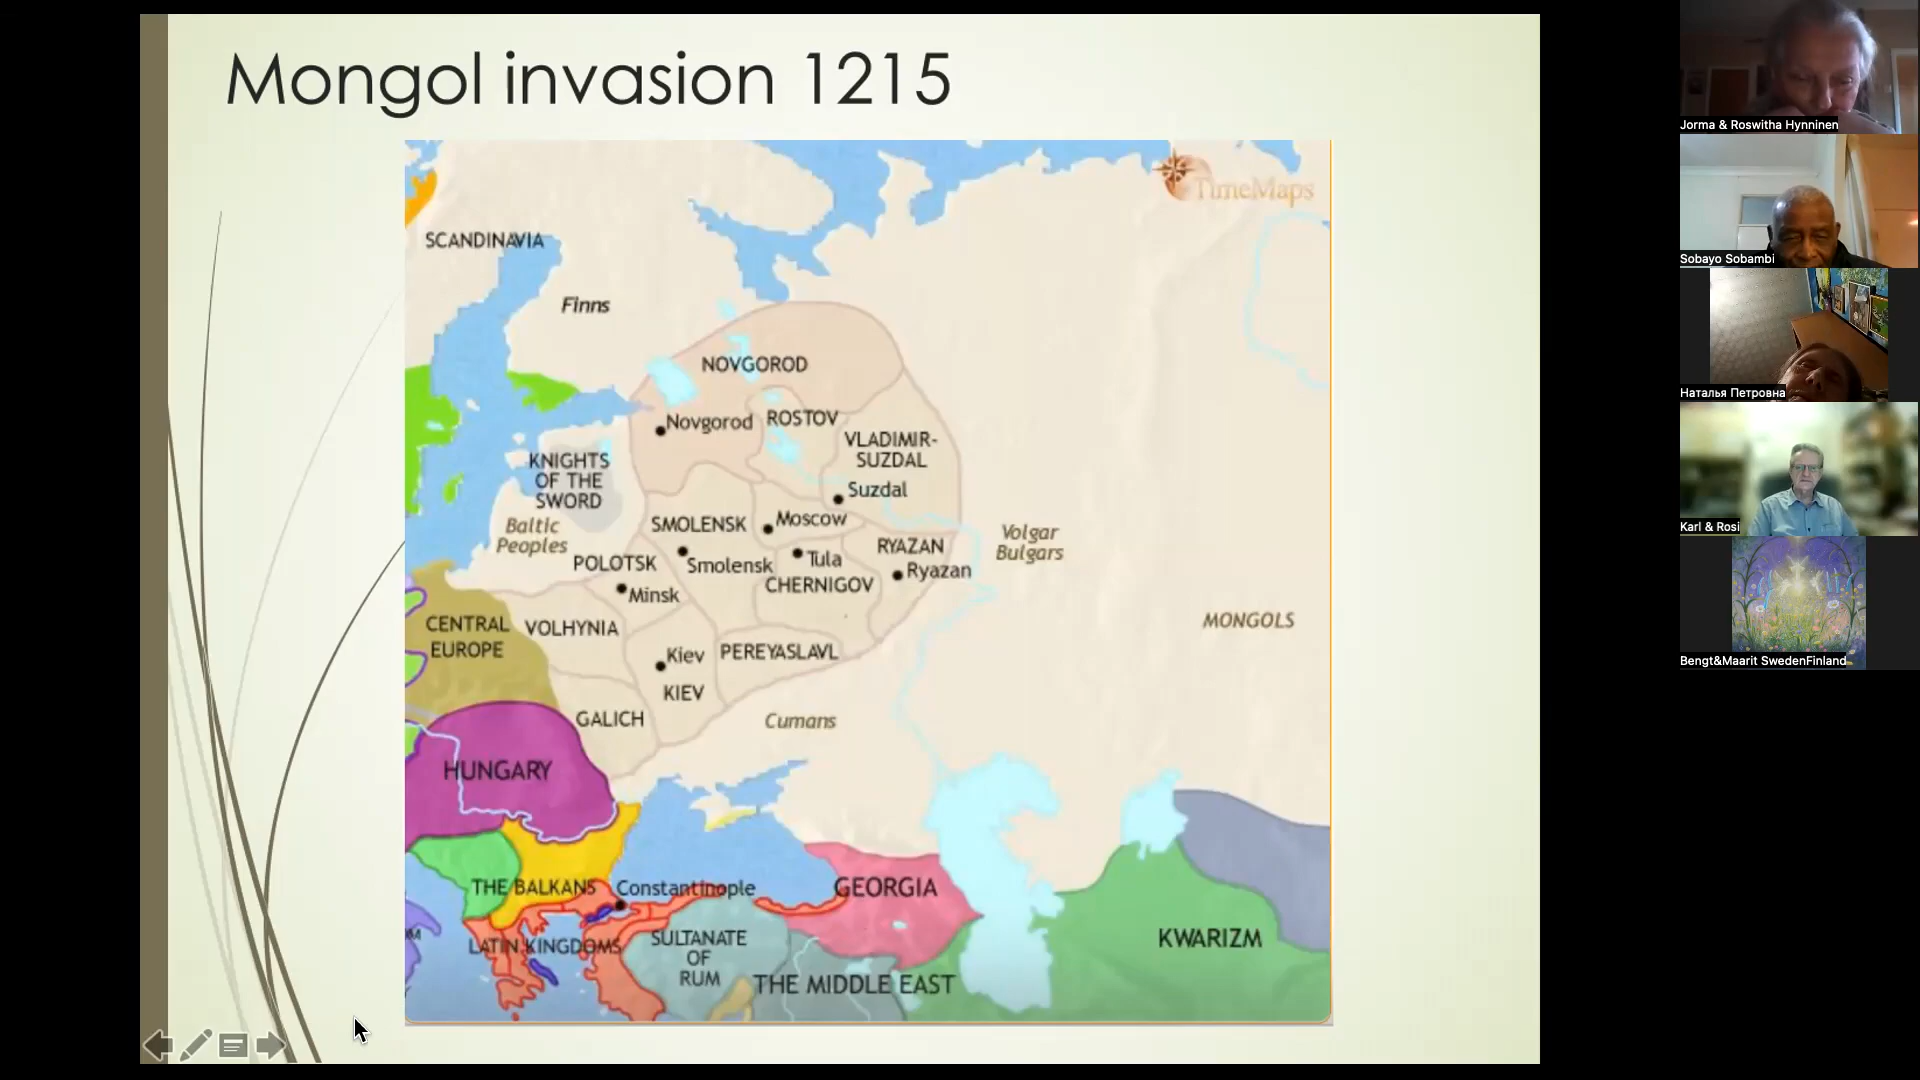 Mongol invasion 1215
TimeMaps
SCANDINAVIA
Finns
NOVGOROD
Novgorod
ROSTOV
VLADIMIR-
SUZDAL
Suzdal
KNIGHTS
OF THE
SWORD
Baltic
Peoples
SMOLENSK
Moscow
Volgar
Bulgars
POLOTSK
Smolensk
Tula
RYAZAN
Ryazan
CHERNIGOV
Minsk
MONGOLS
CENTRAL
EUROPE
VOLHYNIA
Kiev
PEREYASLAVL
KIEV
GALICH
Cumans
HUNGARY
THE BALKANS
Constantinople
GEORGIA
LATIN KINGDOMS
SULTANATE
OF
RUM
THE MIDDLE EAST
KWARIZM
Jorma & Roswitha Hynninen
Sobayo Sobambi
Наталья Петровна
Karl & Rosi
Bengt&Maarit SwedenFinland